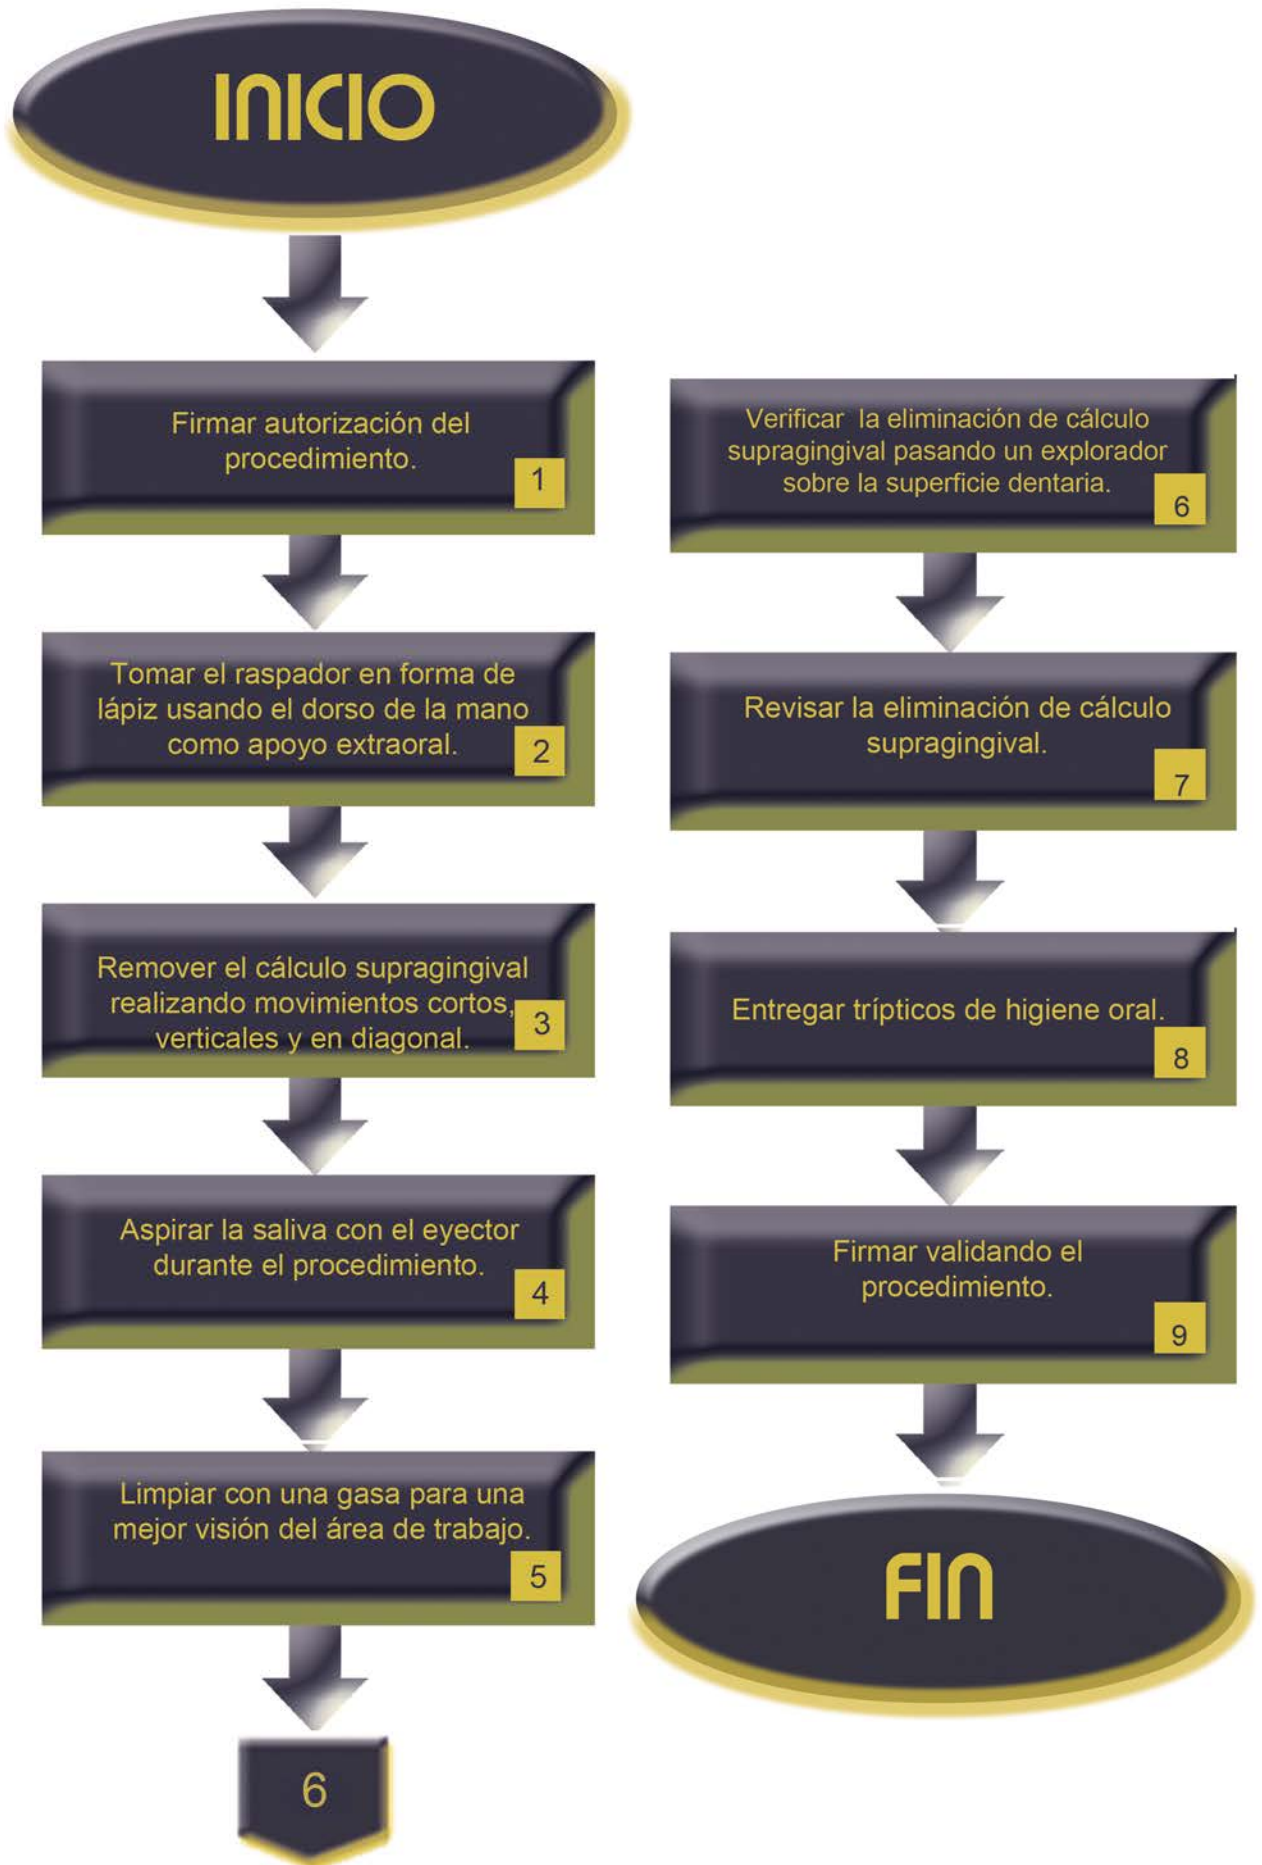 INICIO
Firmar autorización del
procedimiento.
1
Tomar el raspador en forma de
lápiz usando el dorso de la mano
como apoyo extraoral.
2
Remover el cálculo supragingival
realizando movimientos cortos,
verticales y en diagonal.
3
Aspirar la saliva con el eyector
durante el procedimiento.
4
Limpiar con una gasa para una
mejor visión del área de trabajo.
5
6
Verificar la eliminación de cálculo
supragingival pasando un explorador
sobre la superficie dentaria.
6
Revisar la eliminación de cálculo
supragingival.
7
Entregar trípticos de higiene oral.
8
Firmar validando el
procedimiento.
9
FIN